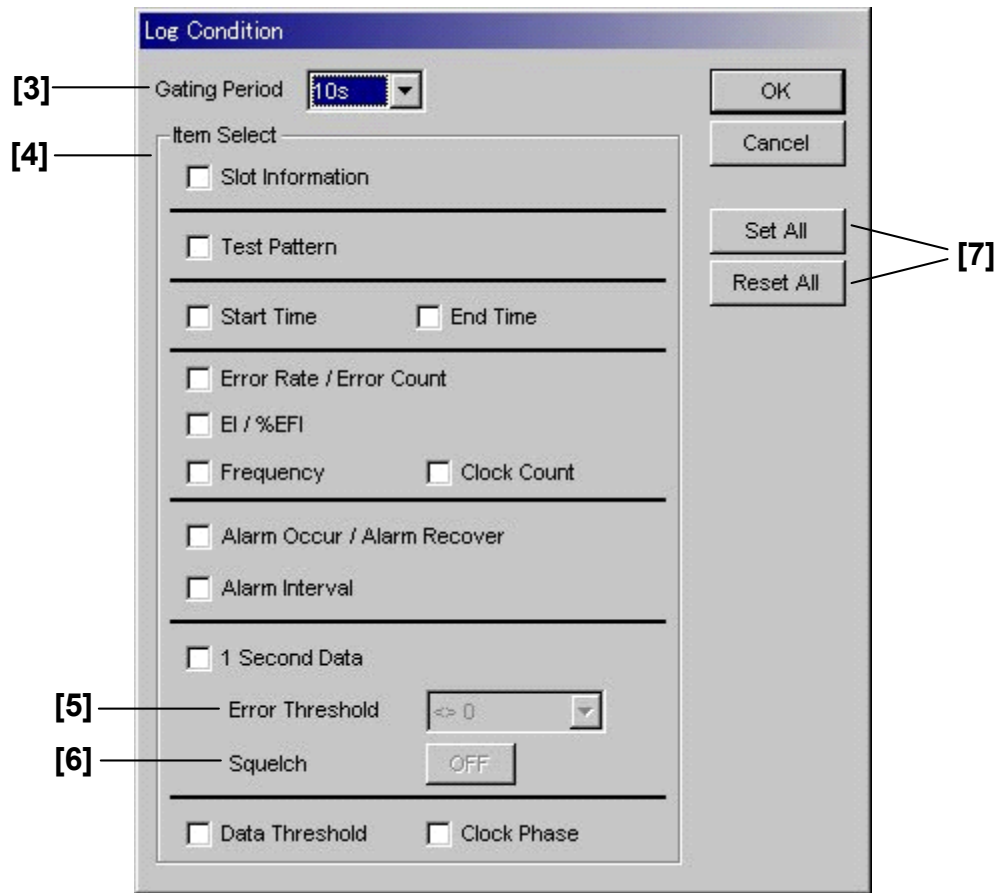 Log Condition
[3] Gating Period 10s OK
[4] Item Select Cancel
Slot Information
Test Pattern Set All
[7]
Reset All
Start Time End Time
Error Rate / Error Count
EI / %EFI
Frequency Clock Count
Alarm Occur / Alarm Recover
Alarm Interval
1 Second Data
[5] Error Threshold <> 0
[6] Squelch OFF
Data Threshold Clock Phase